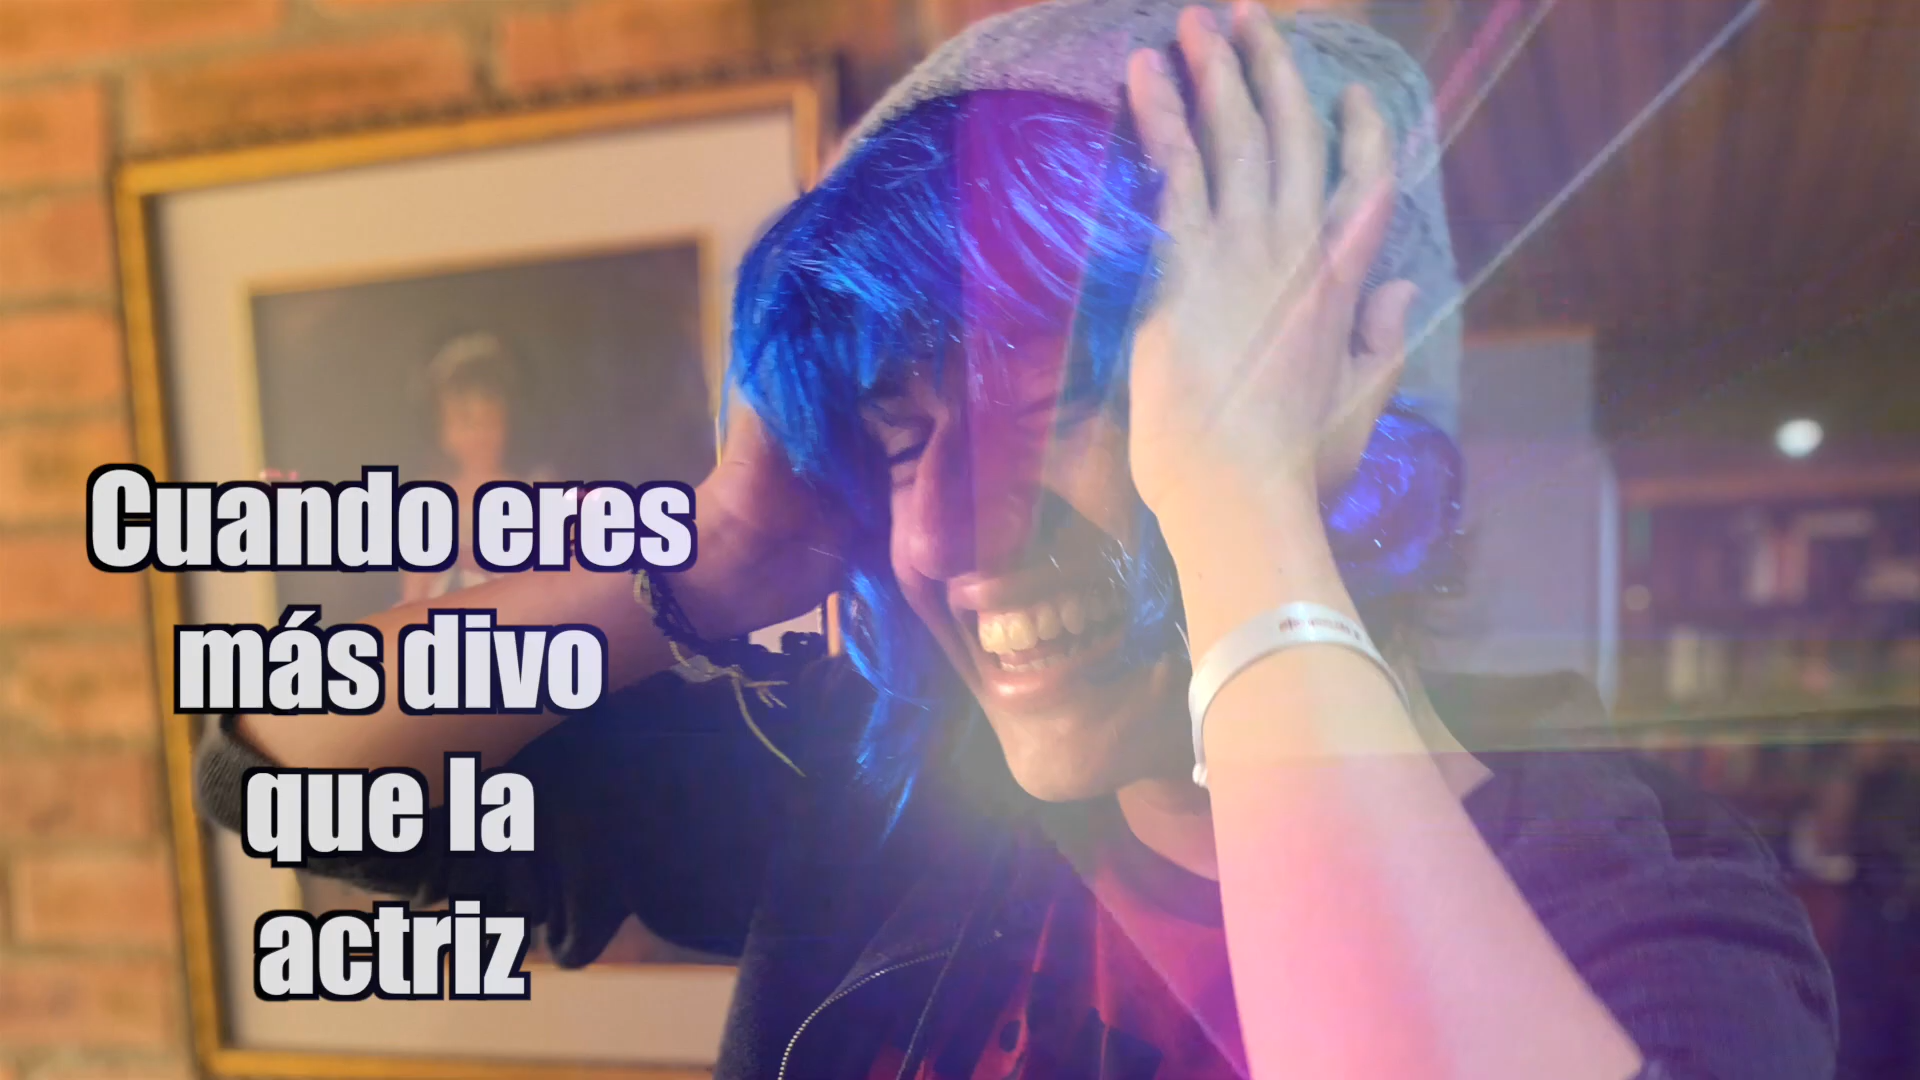 Cuando eres
más divo
que la
actriz